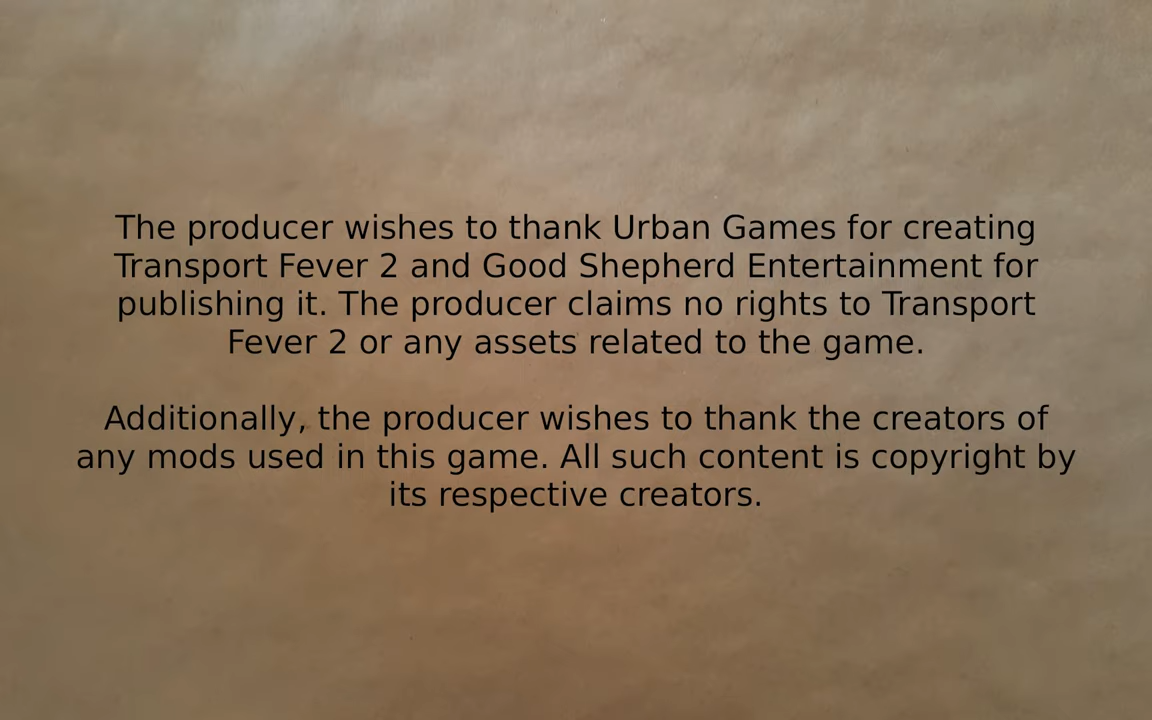 The producer wishes to thank Urban Games for creating
Transport Fever 2 and Good Shepherd Entertainment for
publishing it. The producer claims no rights to Transport
Fever 2 or any assets related to the game.
Additionally, the producer wishes to thank the creators of
any mods used in this game. All such content is copyright by
its respective creators.